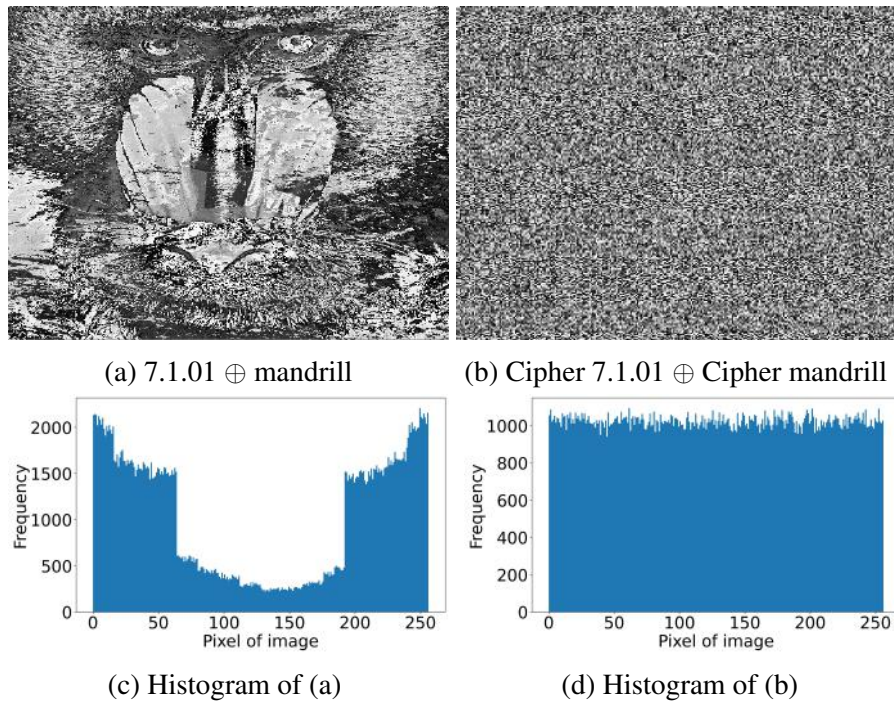 (a) 7.1.01 ⊕ mandrill
(b) Cipher 7.1.01 ⊕ Cipher mandrill
2000
1500
1000
500
0
Frequency
0 50 100 150 200 250
Pixel of image
1000
800
600
400
200
0
Frequency
0 50 100 150 200 250
Pixel of image
(c) Histogram of (a)
(d) Histogram of (b)